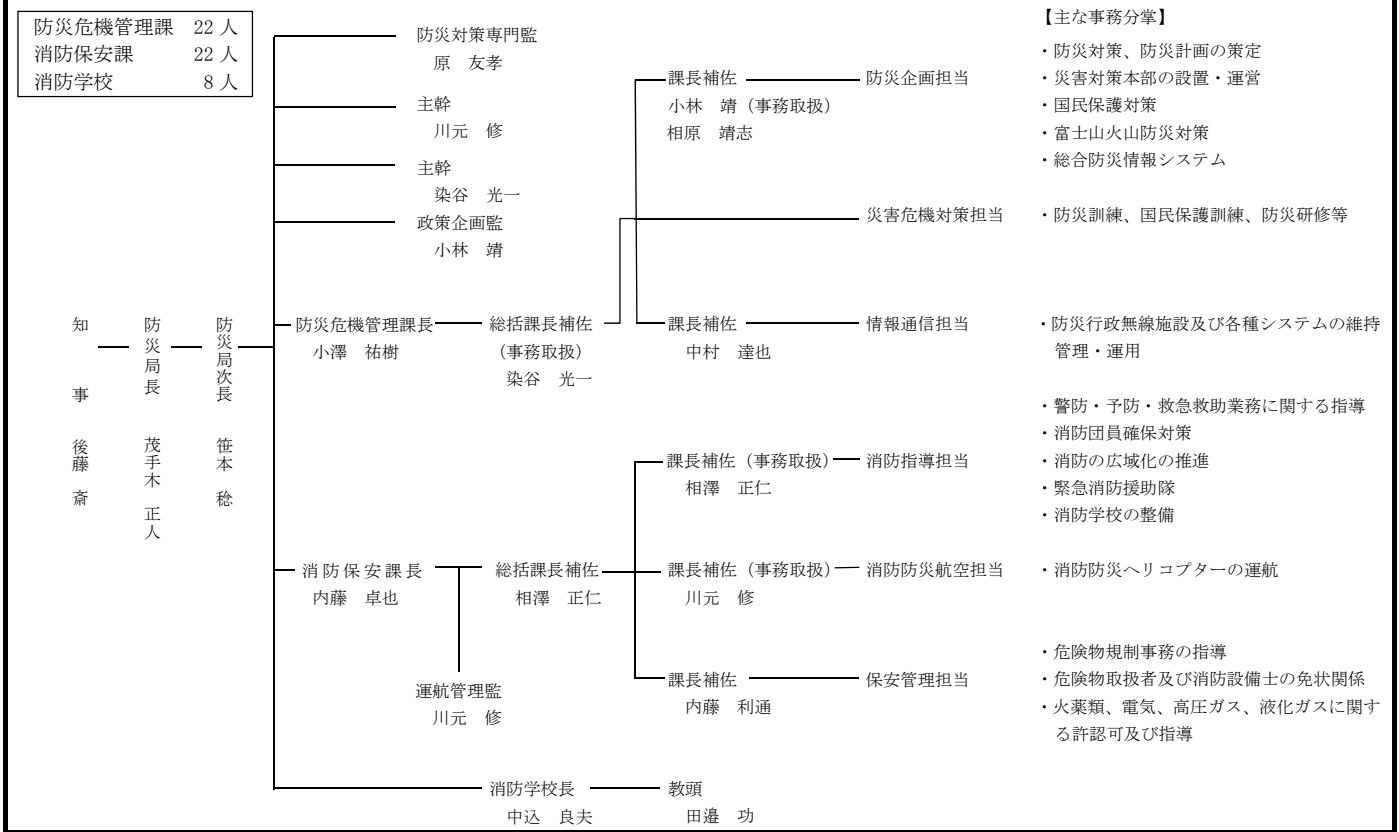 防災危機管理課 22人
消防保安課 22人
消防学校 8人
知事 後藤 斎
防災局長 茂手木 正人
防災局次長 笹本 稔
防災対策専門監
原 友孝
主幹
川元 修
主幹
染谷 光一
政策企画監
小林 靖
防災危機管理課長
小澤 祐樹
総括課長補佐
(事務取扱)
染谷 光一
課長補佐
小林 靖(事務取扱)
相原 靖志
防災企画担当
災害危機対策担当
課長補佐
中村 達也
情報通信担当
消防保安課長
内藤 卓也
運航管理監
川元 修
総括課長補佐
相澤 正仁
課長補佐(事務取扱)
相澤 正仁
消防指導担当
課長補佐(事務取扱)
川元 修
消防防災航空担当
課長補佐
内藤 利通
保安管理担当
消防学校長
中込 良夫
教頭
田邉 功
【主な事務分掌】
・防災対策、防災計画の策定
・災害対策本部の設置・運営
・国民保護対策
・富士山火山防災対策
・総合防災情報システム
・防災訓練、国民保護訓練、防災研修等
・防災行政無線施設及び各種システムの維持
管理・運用
・警防・予防・救急救助業務に関する指導
・消防団員確保対策
・消防の広域化の推進
・緊急消防援助隊
・消防学校の整備
・消防防災ヘリコプターの運航
・危険物規制事務の指導
・危険物取扱者及び消防設備士の免状関係
・火薬類、電気、高圧ガス、液化ガスに関す
る許認可及び指導